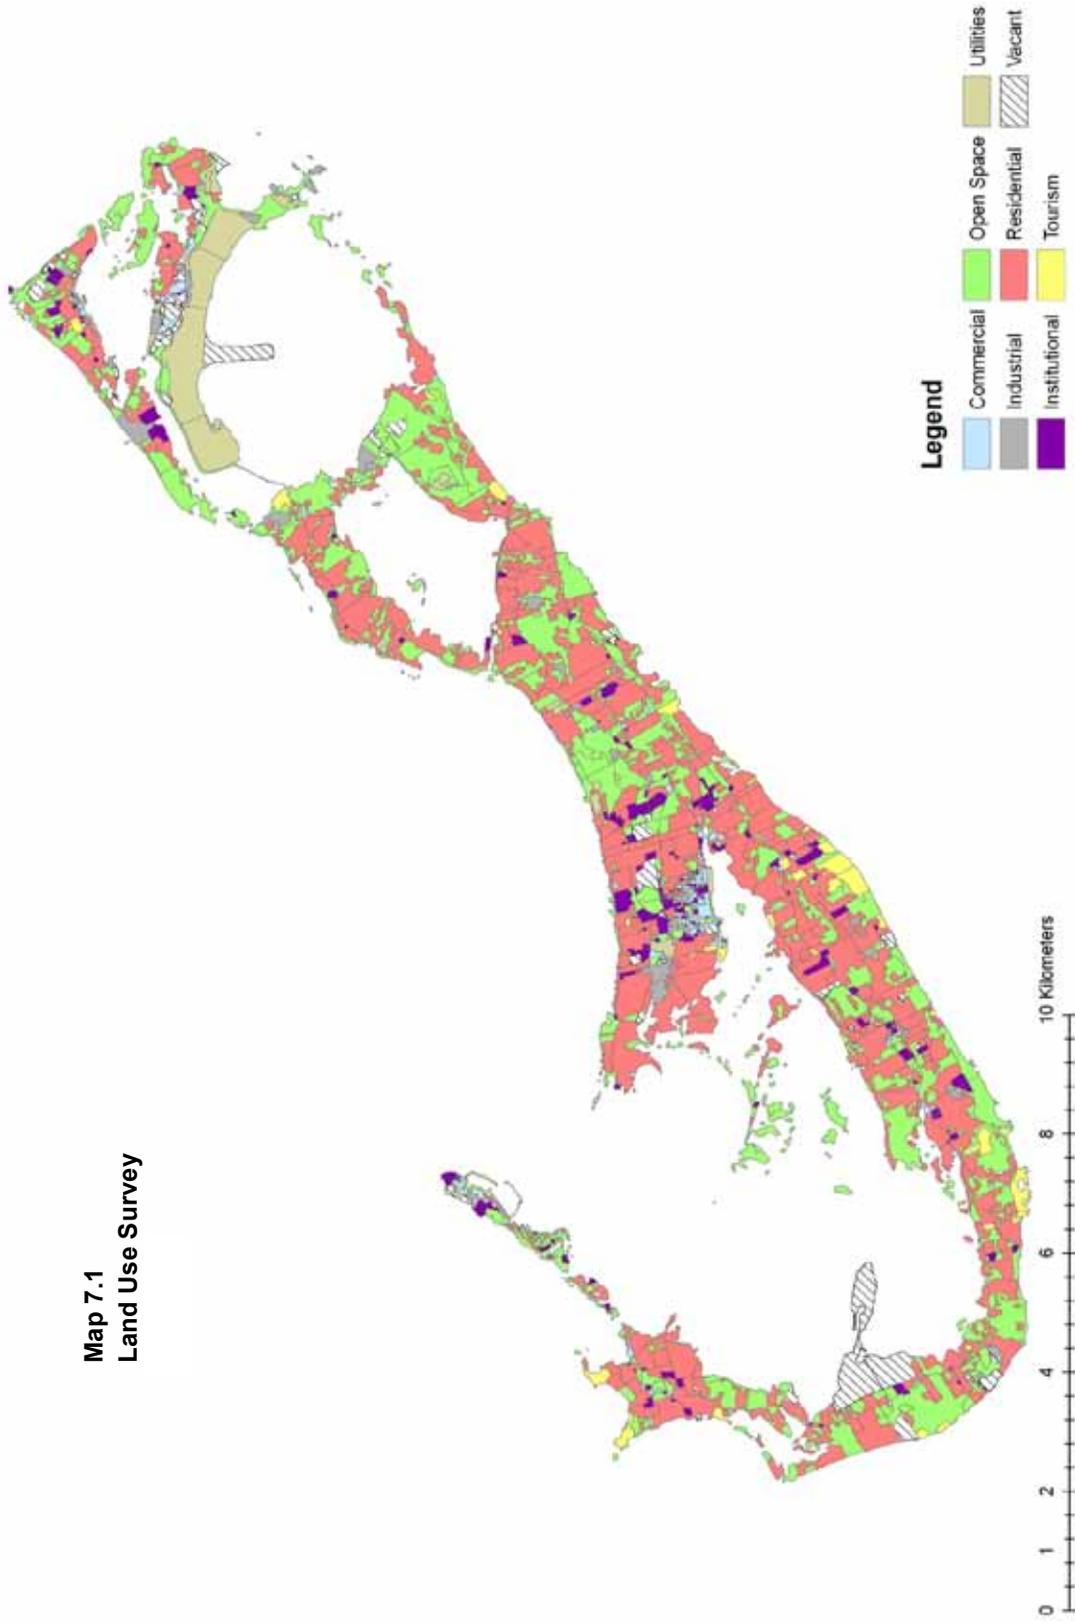 Map 7.1
Land Use Survey
Legend
Commercial
Open Space
Utilities
Industrial
Residential
Vacant
Institutional
Tourism
0 1 2 4 6 8 10 Kilometers